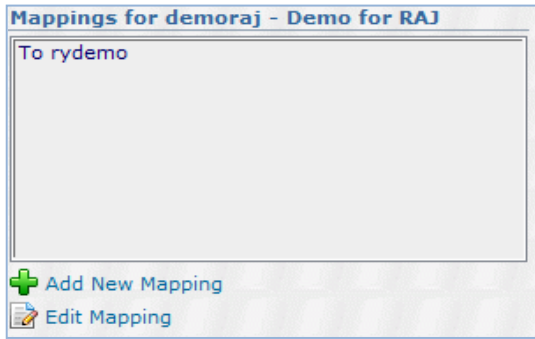 Mappings for demoraj - Demo for RAJ
To rydemo
Add New Mapping
Edit Mapping